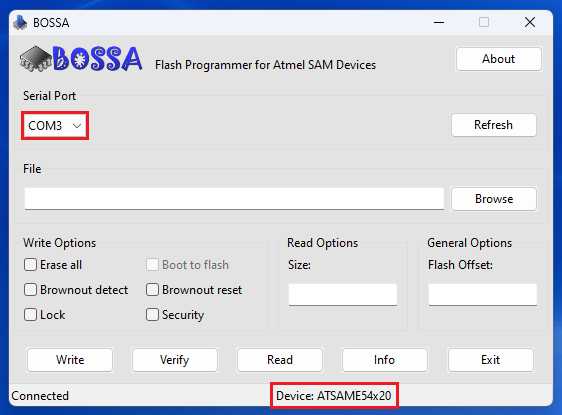 BOSSA
BOSSA Flash Programmer for Atmel SAM Devices About
Serial Port
COM3 Refresh
File
Browse
Write Options Read Options General Options
Erase all Boot to flash Size: Flash Offset:
Brownout detect Brownout reset
Lock Security
Write Verify Read Info Exit
Connected Device: ATSAME54x20